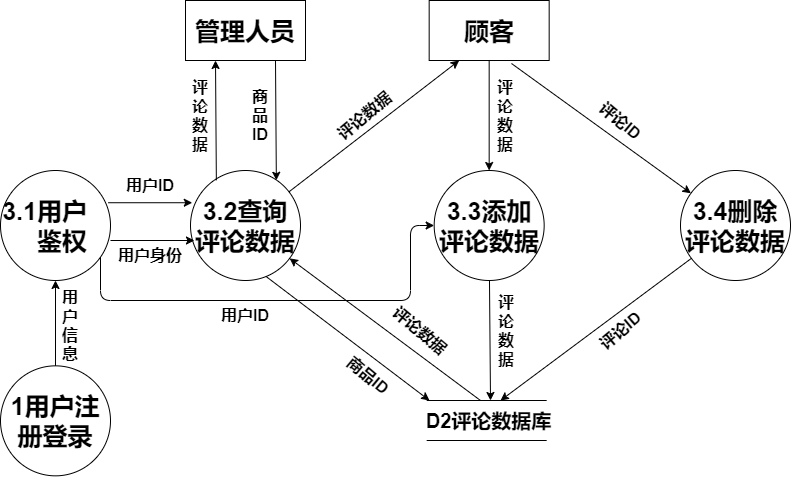 管理人员
顾客
评论数据
商品ID
评论数据
评论数据
评论ID
用户ID
3.1用户
鉴权
3.2查询
评论数据
3.3添加
评论数据
3.4删除
评论数据
用户身份
用户信息
用户ID
评论数据
商品ID
评论数据
评论ID
1用户注
册登录
D2评论数据库